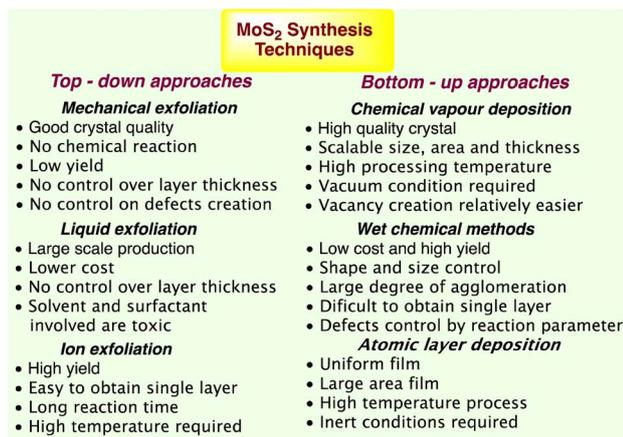 MoS₂ Synthesis
Techniques
Top - down approaches
Mechanical exfoliation
• Good crystal quality
• No chemical reaction
• Low yield
• No control over layer thickness
• No control on defects creation
Liquid exfoliation
• Large scale production
• Lower cost
• No control over layer thickness
• Solvent and surfactant
involved are toxic
Ion exfoliation
• High yield
• Easy to obtain single layer
• Long reaction time
• High temperature required
Bottom - up approaches
Chemical vapour deposition
• High quality crystal
• Scalable size, area and thickness
• High processing temperature
• Vacuum condition required
• Vacancy creation relatively easier
Wet chemical methods
• Low cost and high yield
• Shape and size control
• Large degree of agglomeration
• Dificult to obtain single layer
• Defects control by reaction parameter
Atomic layer deposition
• Uniform film
• Large area film
• High temperature process
• Inert conditions required